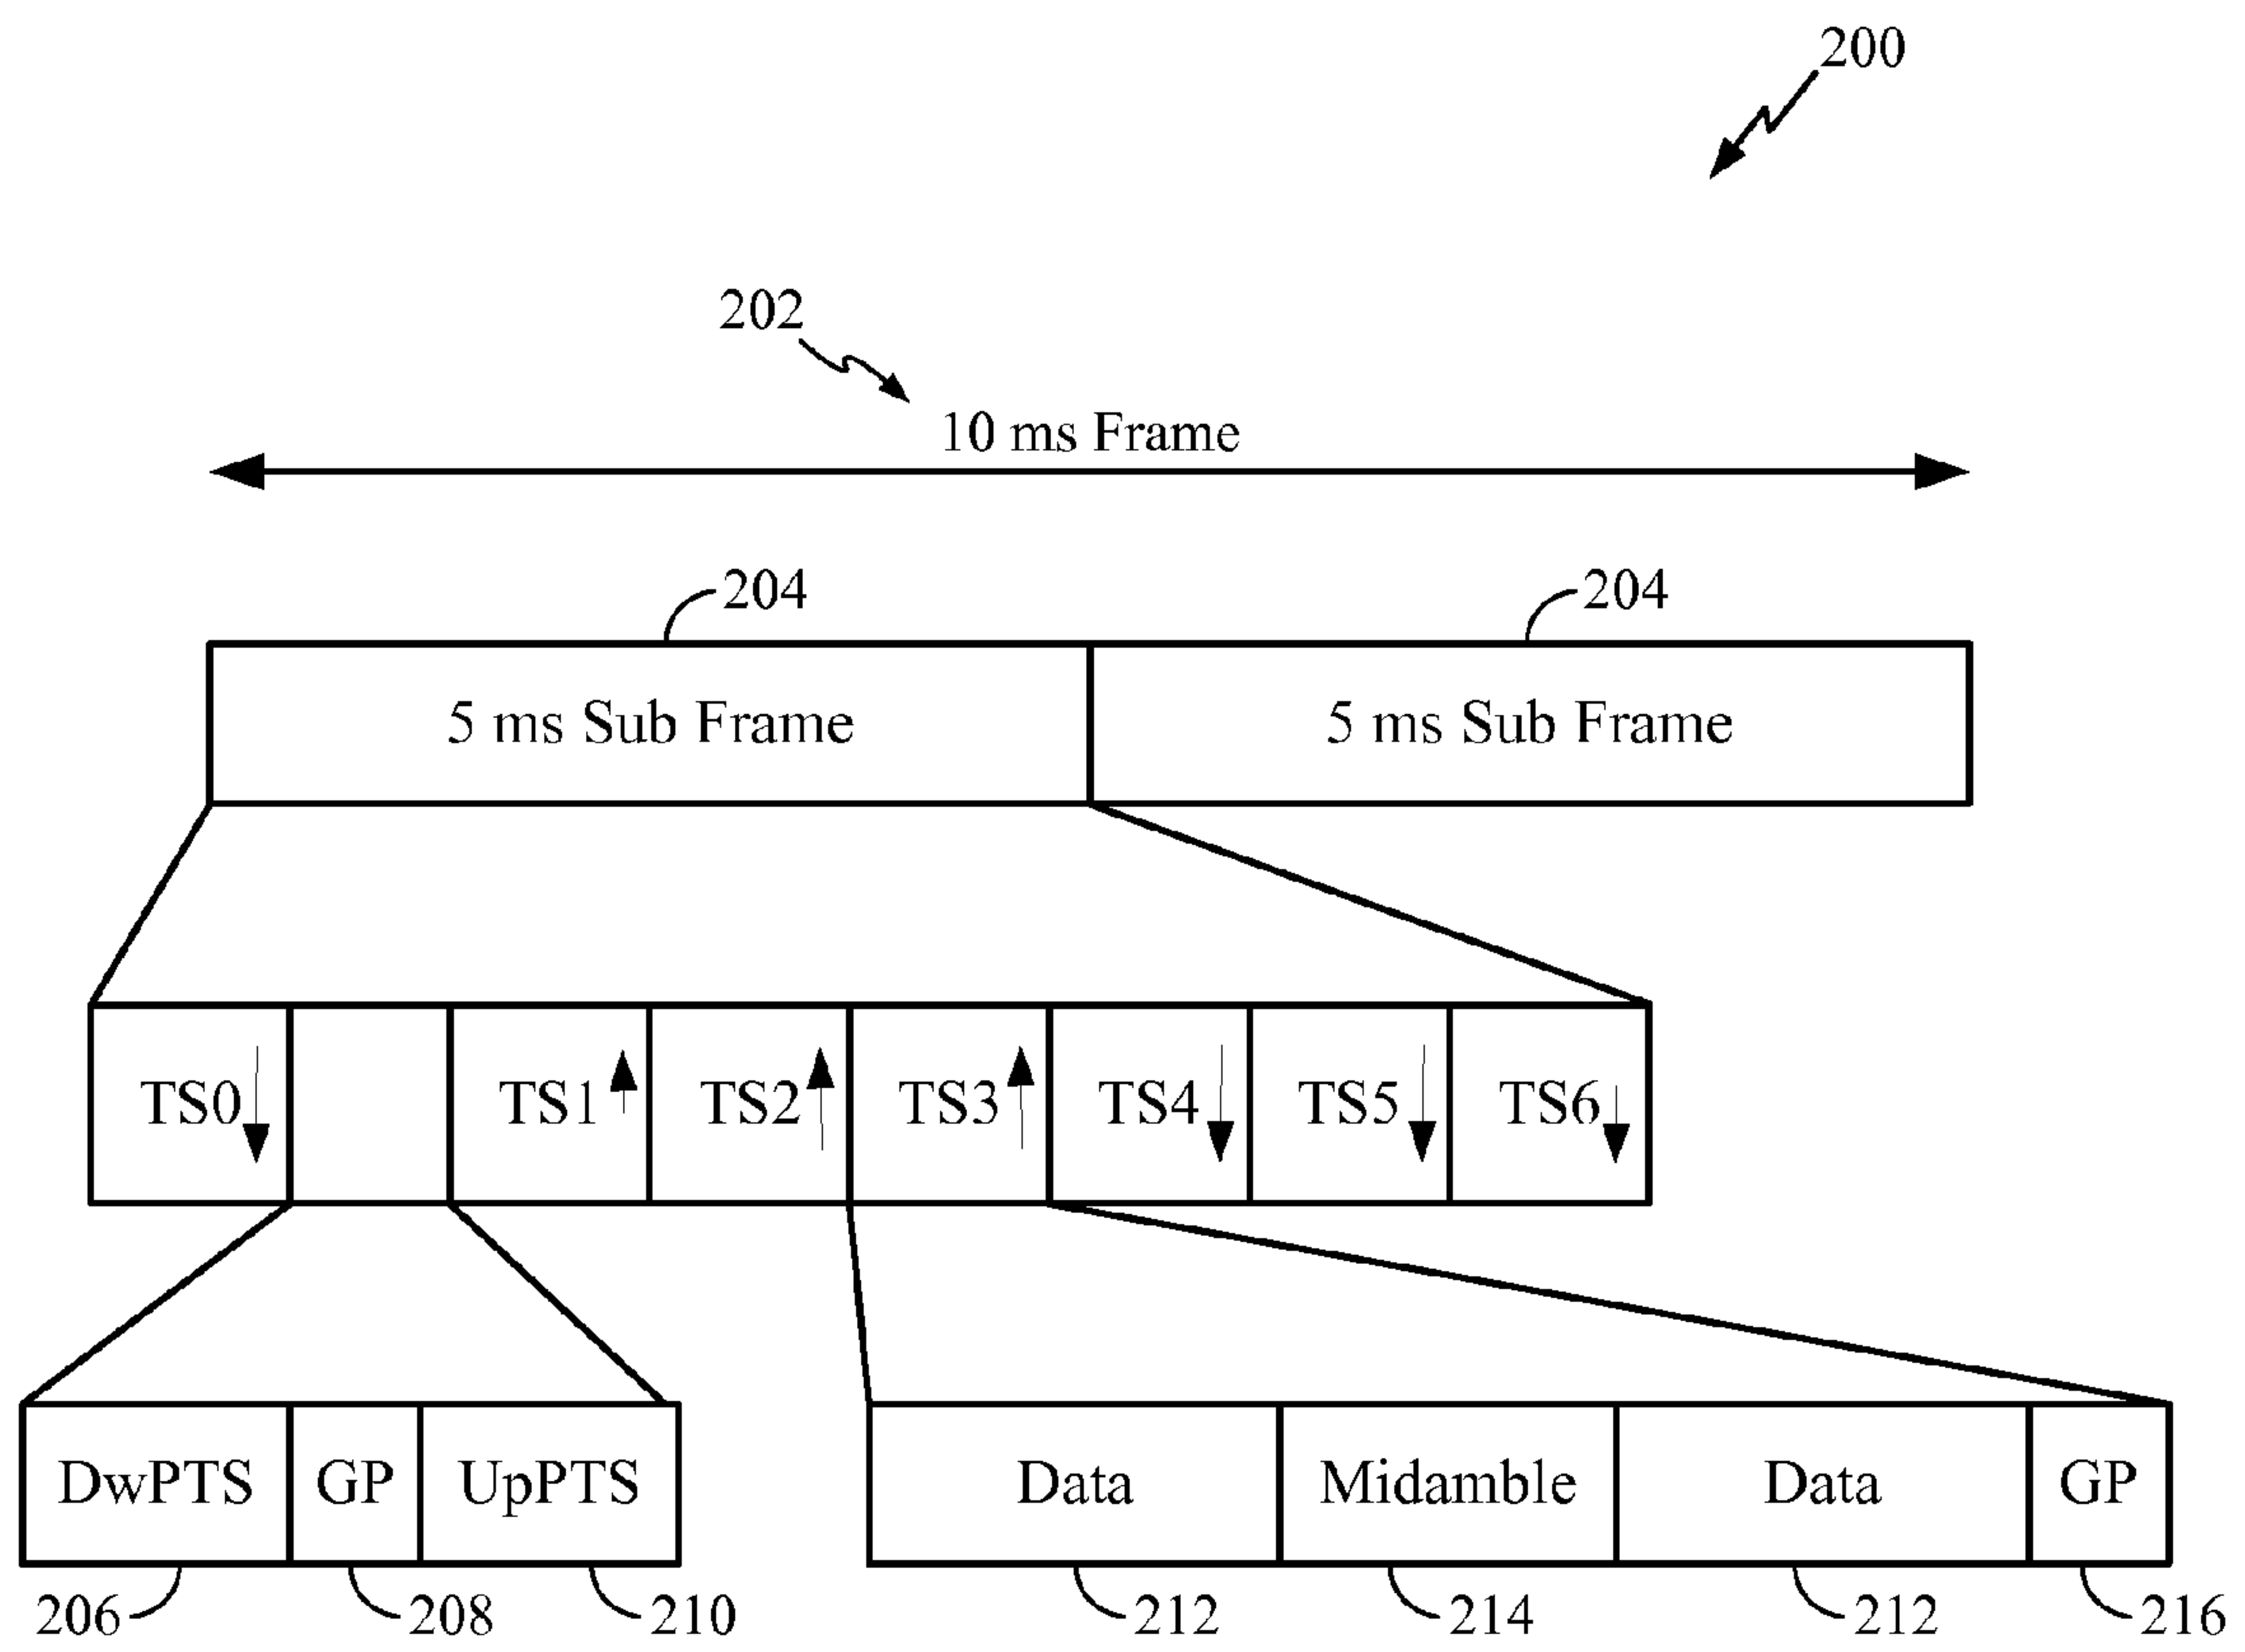 200
202
10 ms Frame
204 204
5 ms Sub Frame 5 ms Sub Frame
TS0 TS1 TS2 TS3 TS4 TS5 TS6
DwPTS GP UpPTS Data Midamble Data GP
206 208 210 212 214 212 216